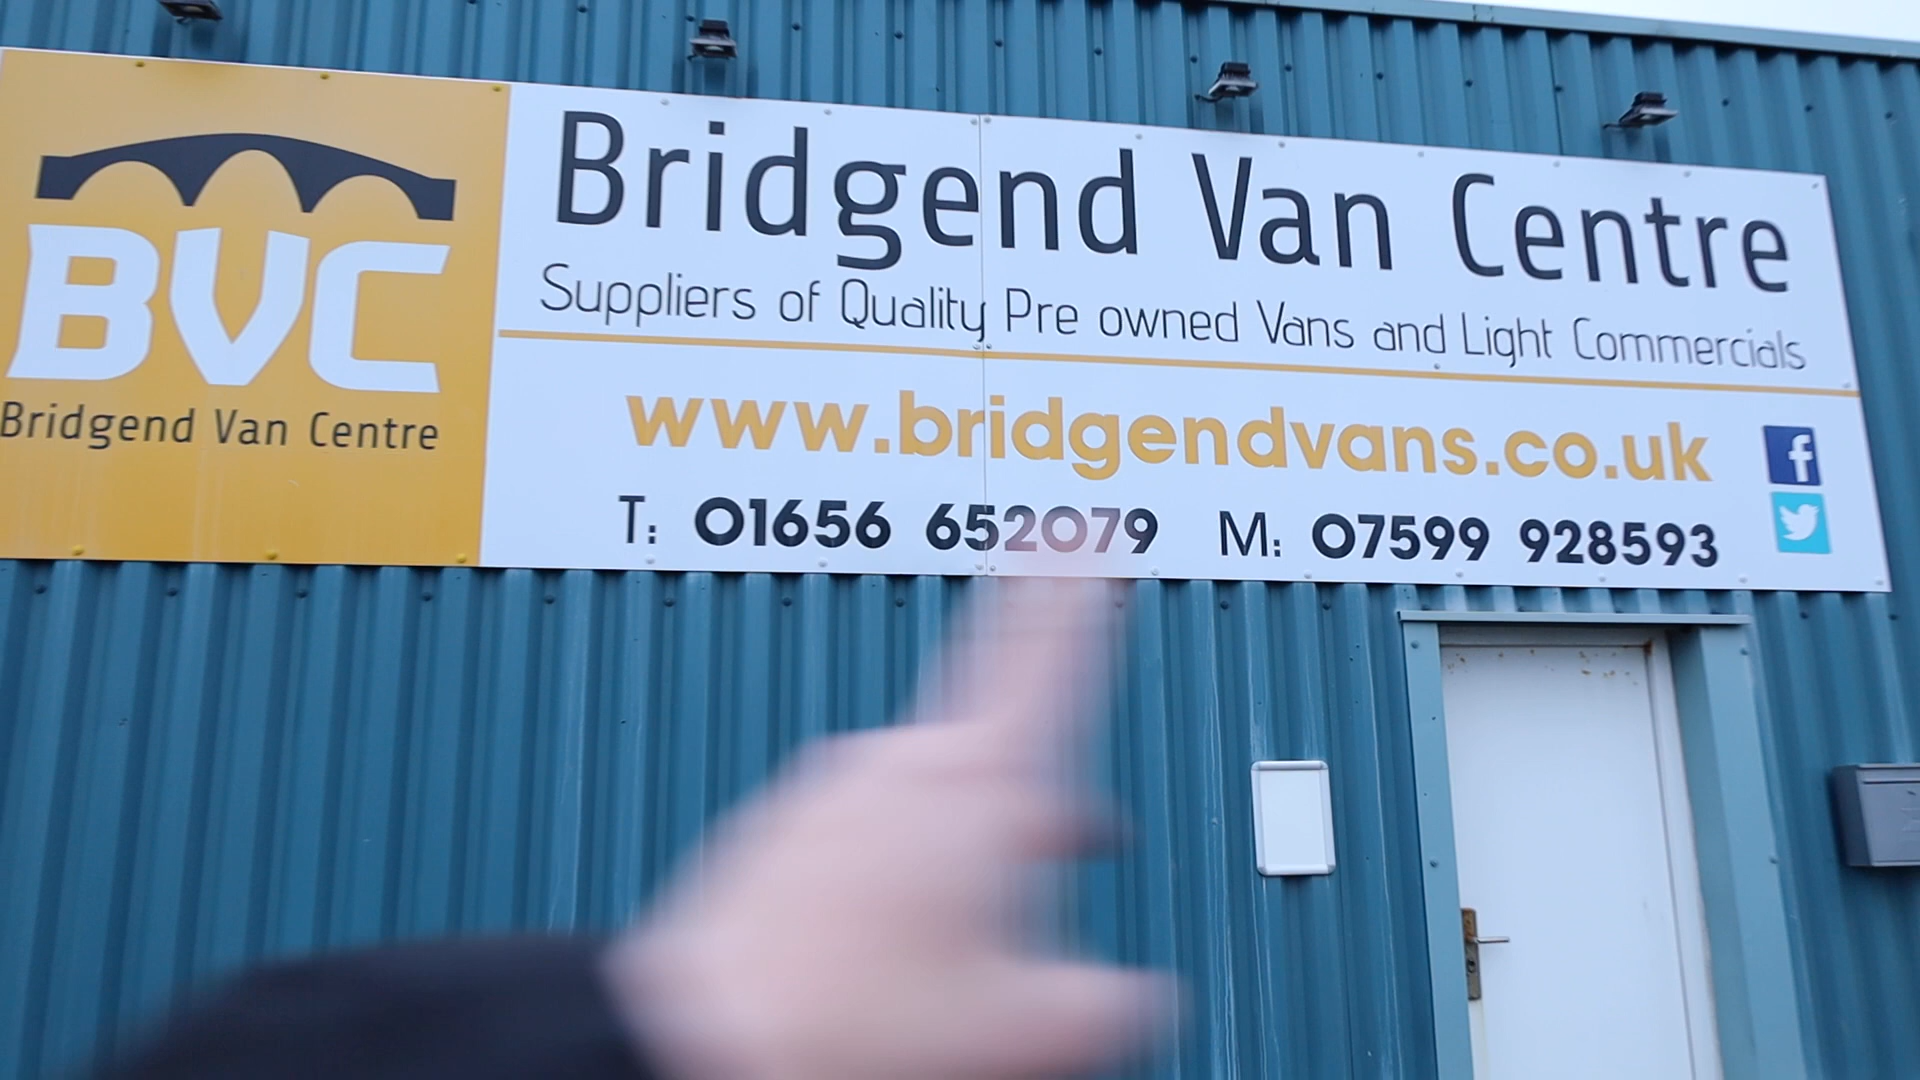 BVC
Bridgend Van Centre
Bridgend Van Centre
Suppliers of Quality Pre owned Vans and Light Commercials
www.bridgendvans.co.uk
T: 01656 652079 M: 07599 928593